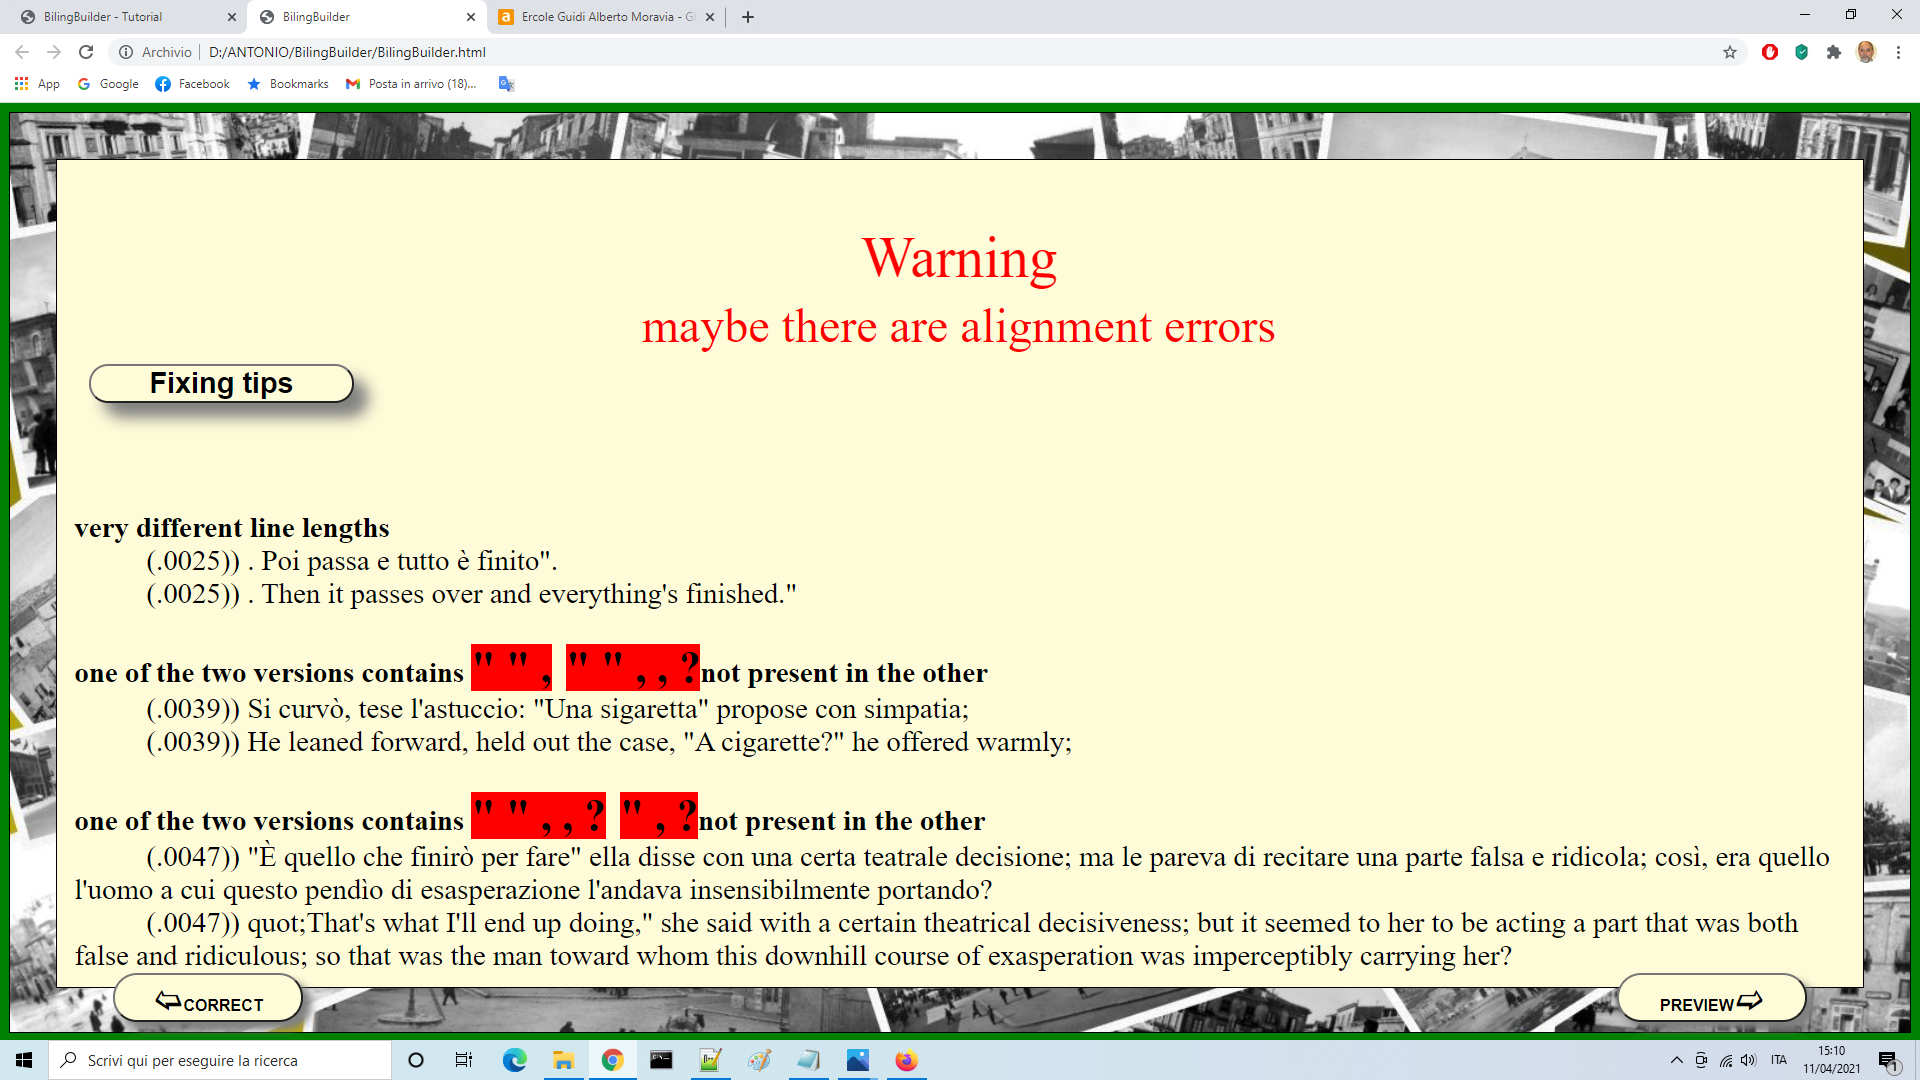 BilingBuilder - Tutorial
BilingBuilder
Ercole Guidi Alberto Moravia - Gl
Archivio
D:/ANTONIO/BilingBuilder/BilingBuilder.html
App
Google
Facebook
Bookmarks
Posta in arrivo (18)...
Warning
maybe there are alignment errors
Fixing tips
very different line lengths
(.0025)) . Poi passa e tutto è finito".
(.0025)) . Then it passes over and everything's finished."
one of the two versions contains " " , " " , , ?not present in the other
(.0039)) Si curvò, tese l'astuccio: "Una sigaretta" propose con simpatia;
(.0039)) He leaned forward, held out the case, "A cigarette?" he offered warmly;
one of the two versions contains " " , , ? " , ?not present in the other
(.0047)) "È quello che finirò per fare" ella disse con una certa teatrale decisione; ma le pareva di recitare una parte falsa e ridicola; così, era quello
l'uomo a cui questo pendìo di esasperazione l'andava insensibilmente portando?
(.0047)) quot;That's what I'll end up doing," she said with a certain theatrical decisiveness; but it seemed to her to be acting a part that was both
false and ridiculous; so that was the man toward whom this downhill course of exasperation was imperceptibly carrying her?
CORRECT
PREVIEW
Scrivi qui per eseguire la ricerca
ITA
15:10
11/04/2021
1